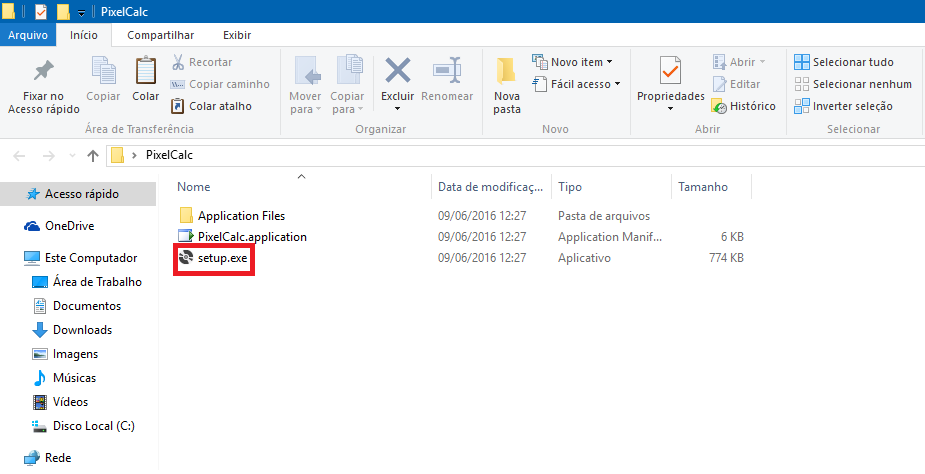 PixelCalc
Arquivo Início Compartilhar Exibir
Fixar no
Acesso rápido
Copiar
Colar
Recortar
Copiar caminho
Colar atalho
Área de Transferência
Mover
para
Copiar
para
Excluir
Renomear
Organizar
Nova
pasta
Novo item
Fácil acesso
Novo
Propriedades
Abrir
Editar
Histórico
Abrir
Selecionar tudo
Selecionar nenhum
Inverter seleção
Selecionar
PixelCalc
Acesso rápido
OneDrive
Este Computador
Área de Trabalho
Documentos
Downloads
Imagens
Músicas
Vídeos
Disco Local (C:)
Rede
Nome Data de modificaç... Tipo Tamanho
Application Files 09/06/2016 12:27 Pasta de arquivos
PixelCalc.application 09/06/2016 12:27 Application Manif... 6 KB
setup.exe 09/06/2016 12:27 Aplicativo 774 KB